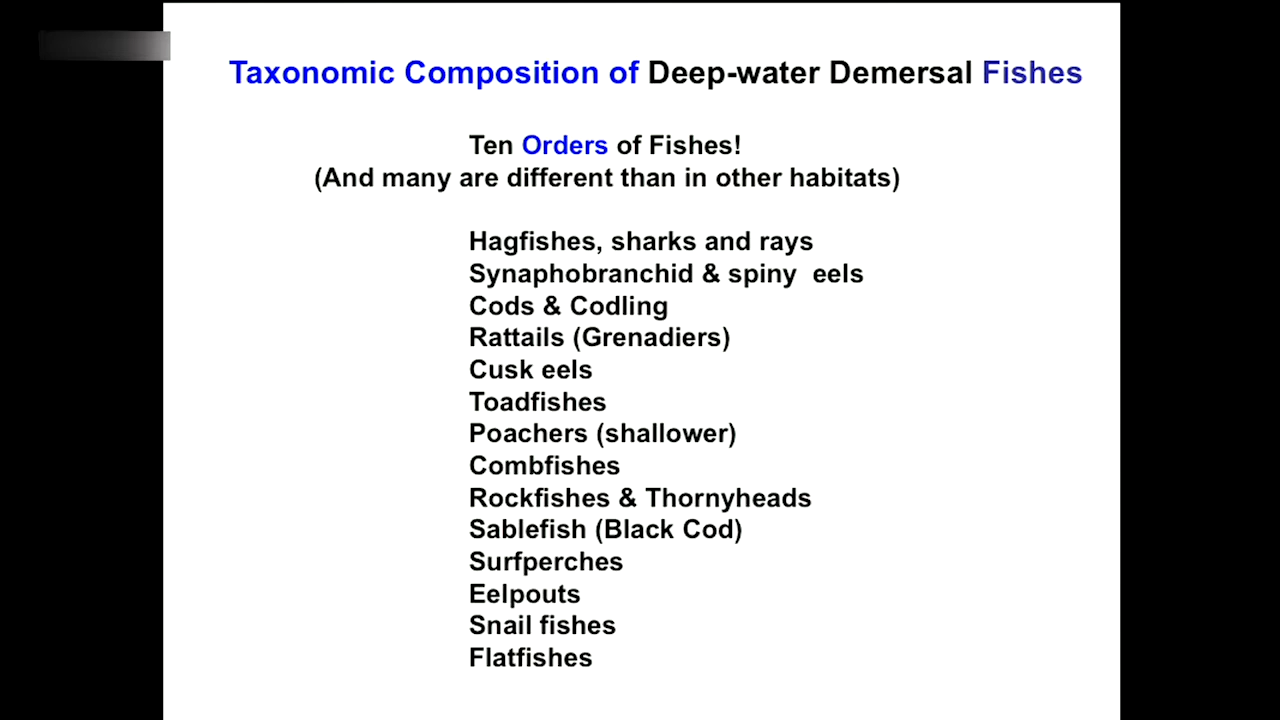 Taxonomic Composition of Deep-water Demersal Fishes
Ten Orders of Fishes!
(And many are different than in other habitats)
Hagfishes, sharks and rays
Synaphobranchid & spiny  eels
Cods & Codling
Rattails (Grenadiers)
Cusk eels
Toadfishes
Poachers (shallower)
Combfishes
Rockfishes & Thornyheads
Sablefish (Black Cod)
Surfperches
Eelpouts
Snail fishes
Flatfishes